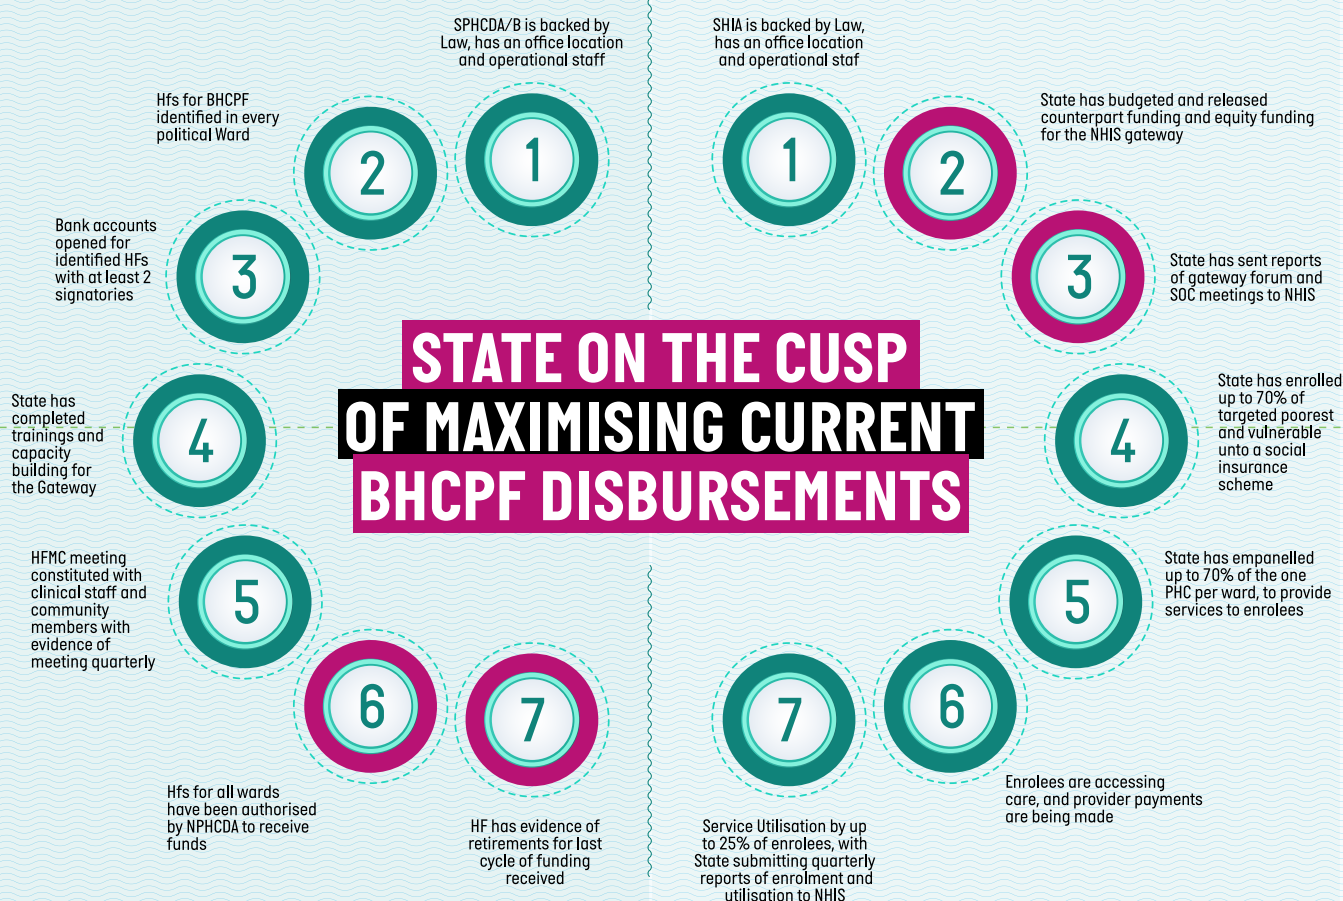 SPHCDA/B is backed by
Law, has an office location
and operational staff
1
Hfs for BHCPF
identified in every
political Ward
2
Bank accounts
opened for
identified HFs
with at least 2
signatories
3
State has
completed
trainings and
capacity
building for
the Gateway
4
HFMC meeting
constituted with
clinical staff and
community
members with
evidence of
meeting quarterly
5
Hfs for all wards
have been authorised
by NPHCDA to receive
funds
6
HF has evidence of
retirements for last
cycle of funding
received
7
STATE ON THE CUSP
OF MAXIMISING CURRENT
BHCPF DISBURSEMENTS
SHIA is backed by Law,
has an office location
and operational staf
1
State has budgeted and released
counterpart funding and equity funding
for the NHIS gateway
2
State has sent reports
of gateway forum and
SOC meetings to NHIS
3
State has enrolled
up to 70% of
targeted poorest
and vulnerable
unto a social
insurance
scheme
4
State has empanelled
up to 70% of the one
PHC per ward, to provide
services to enrolees
5
Enrolees are accessing
care, and provider payments
are being made
6
Service Utilisation by up
to 25% of enrolees, with
State submitting quarterly
reports of enrolment and
utilisation to NHIS
7